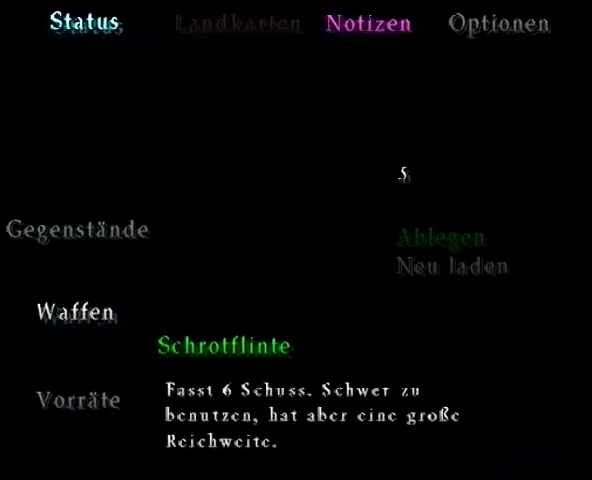 Status Landkarten Notizen Optionen
5
Gegenstände
Ablegen
Neu laden
Waffen
Schrotflinte
Vorräte
Fasst 6 Schuss. Schwer zu
benutzen, hat aber eine große
Reichweite.